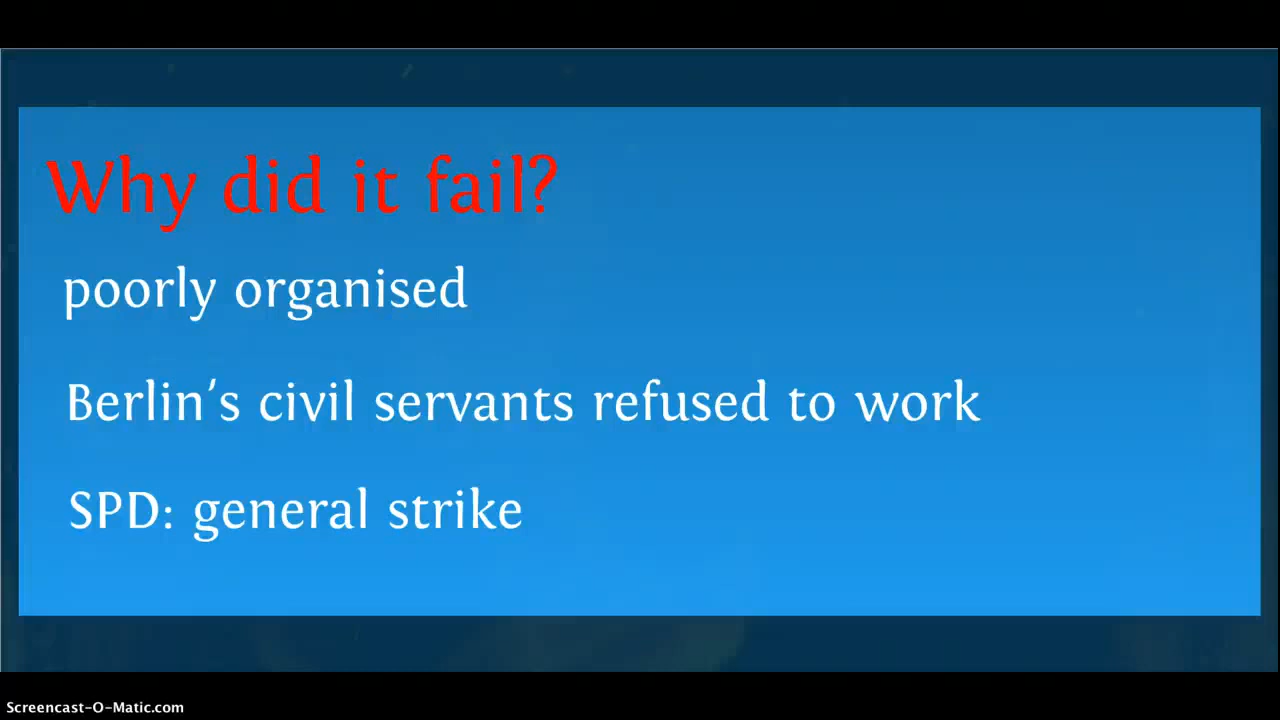 Why did it fail?
poorly organised
Berlin's civil servants refused to work
SPD: general strike
Screencast-O-Matic.com